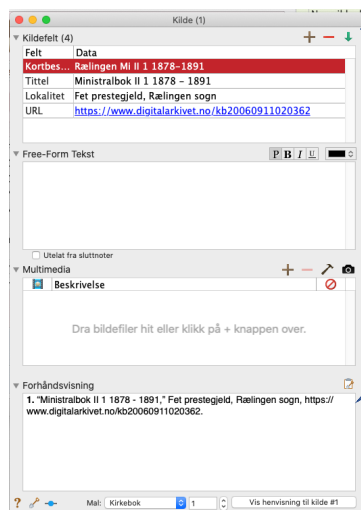 Kilde (1)
Kildefelt (4)
Felt Data
Kortbes... Rælingen Mi II 1 1878-1891
Tittel Ministralbok II 1 1878 - 1891
Lokalitet Fet prestegjeld, Rælingen sogn
URL https://www.digitalarkivet.no/kb20060911020362
Free-Form Tekst P B I U
Utelat fra sluttnoter
Multimedia
Beskrivelse
Dra bildefiler hit eller klikk på + knappen over.
Forhåndsvisning
1. "Ministralbok II 1 1878 - 1891," Fet prestegjeld, Rælingen sogn, https://
www.digitalarkivet.no/kb20060911020362.
? Mal: Kirkebok 1 Vis henvisning til kilde #1